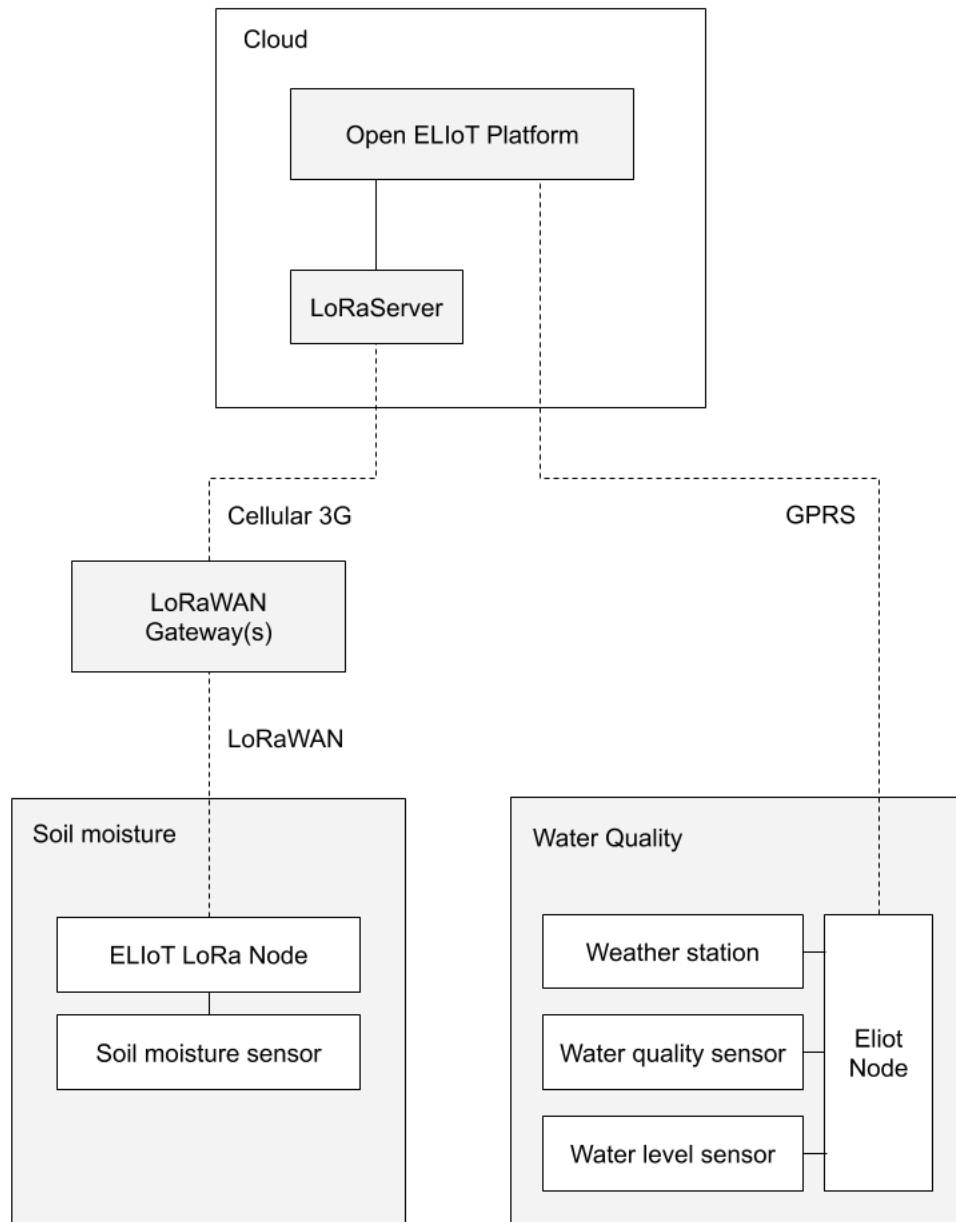 Cloud
Open ELIoT Platform
LoRaServer
Cellular 3G
GPRS
LoRaWAN
Gateway(s)
LoRaWAN
Soil moisture
ELIoT LoRa Node
Soil moisture sensor
Water Quality
Weather station
Water quality sensor
Water level sensor
Eliot
Node